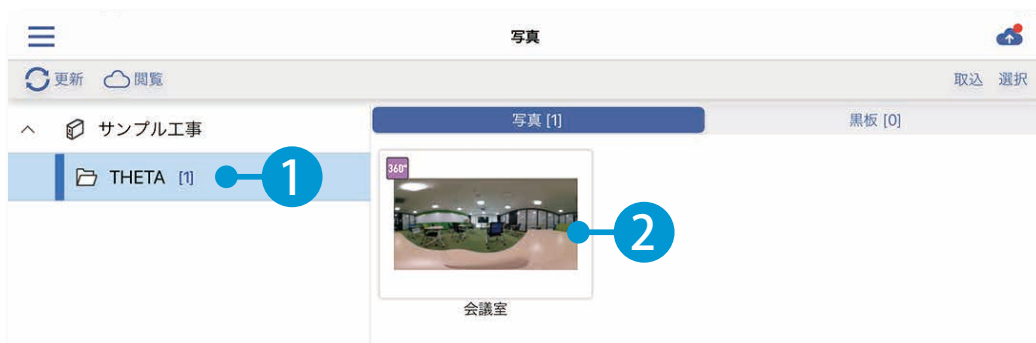 写真
更新 閲覧 取込 選択
サンプル工事
写真 [1] 黒板 [0]
THETA [1] 1
360°
2
会議室